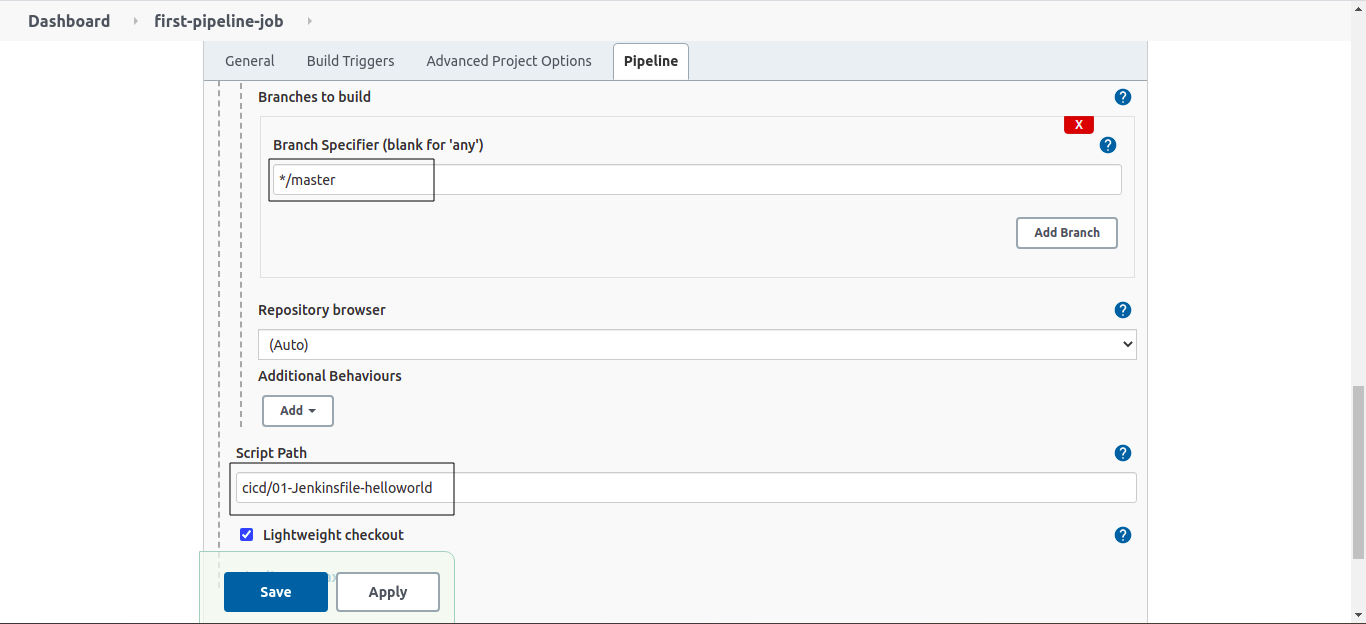 Dashboard first-pipeline-job
General Build Triggers Advanced Project Options Pipeline
Branches to build ?
X
Branch Specifier (blank for 'any') ?
*/master
Add Branch
Repository browser ?
(Auto)
Additional Behaviours
Add
Script Path ?
cicd/01-Jenkinsfile-helloworld
Lightweight checkout ?
Save Apply